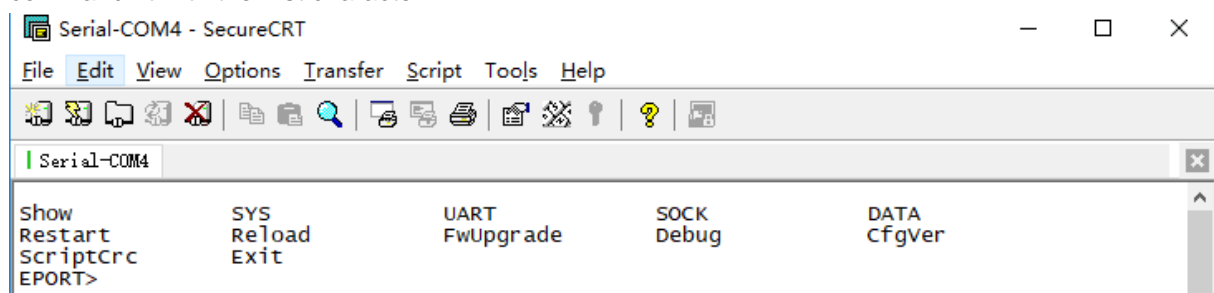 Serial-COM4 - SecureCRT
File Edit View Options Transfer Script Tools Help
Serial-COM4
Show SYS UART SOCK DATA
Restart Reload FwUpgrade Debug CfgVer
ScriptCrc Exit
EPORT>